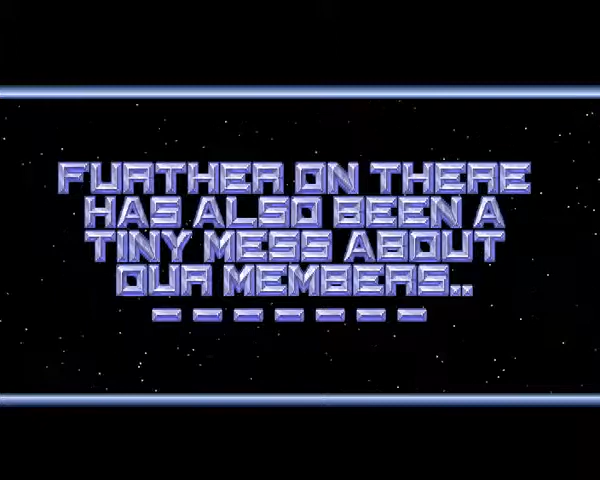 FURTHER ON THERE
HAS ALSO BEEN A
TINY MESS ABOUT
OUR MEMBERS..
- - - - - - -